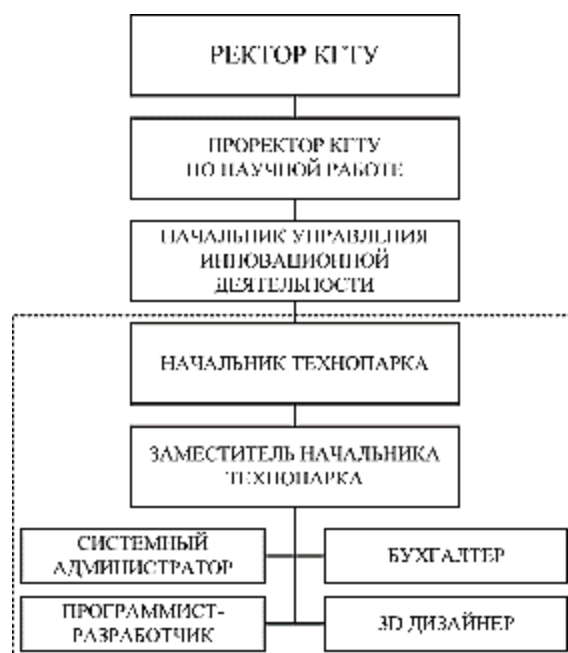 РЕКТОР КГТУ
ПРОРЕКТОР КГТУ
ПО НАУЧНОЙ РАБОТЕ
НАЧАЛЬНИК УПРАВЛЕНИЯ
ИННОВАЦИОННОЙ
ДЕЯТЕЛЬНОСТИ
НАЧАЛЬНИК ТЕХНОПАРКА
ЗАМЕСТИТЕЛЬ НАЧАЛЬНИКА
ТЕХНОПАРКА
СИСТЕМНЫЙ
АДМИНИСТРАТОР
БУХГАЛТЕР
ПРОГРАММИСТ-
РАЗРАБОТЧИК
3D ДИЗАЙНЕР